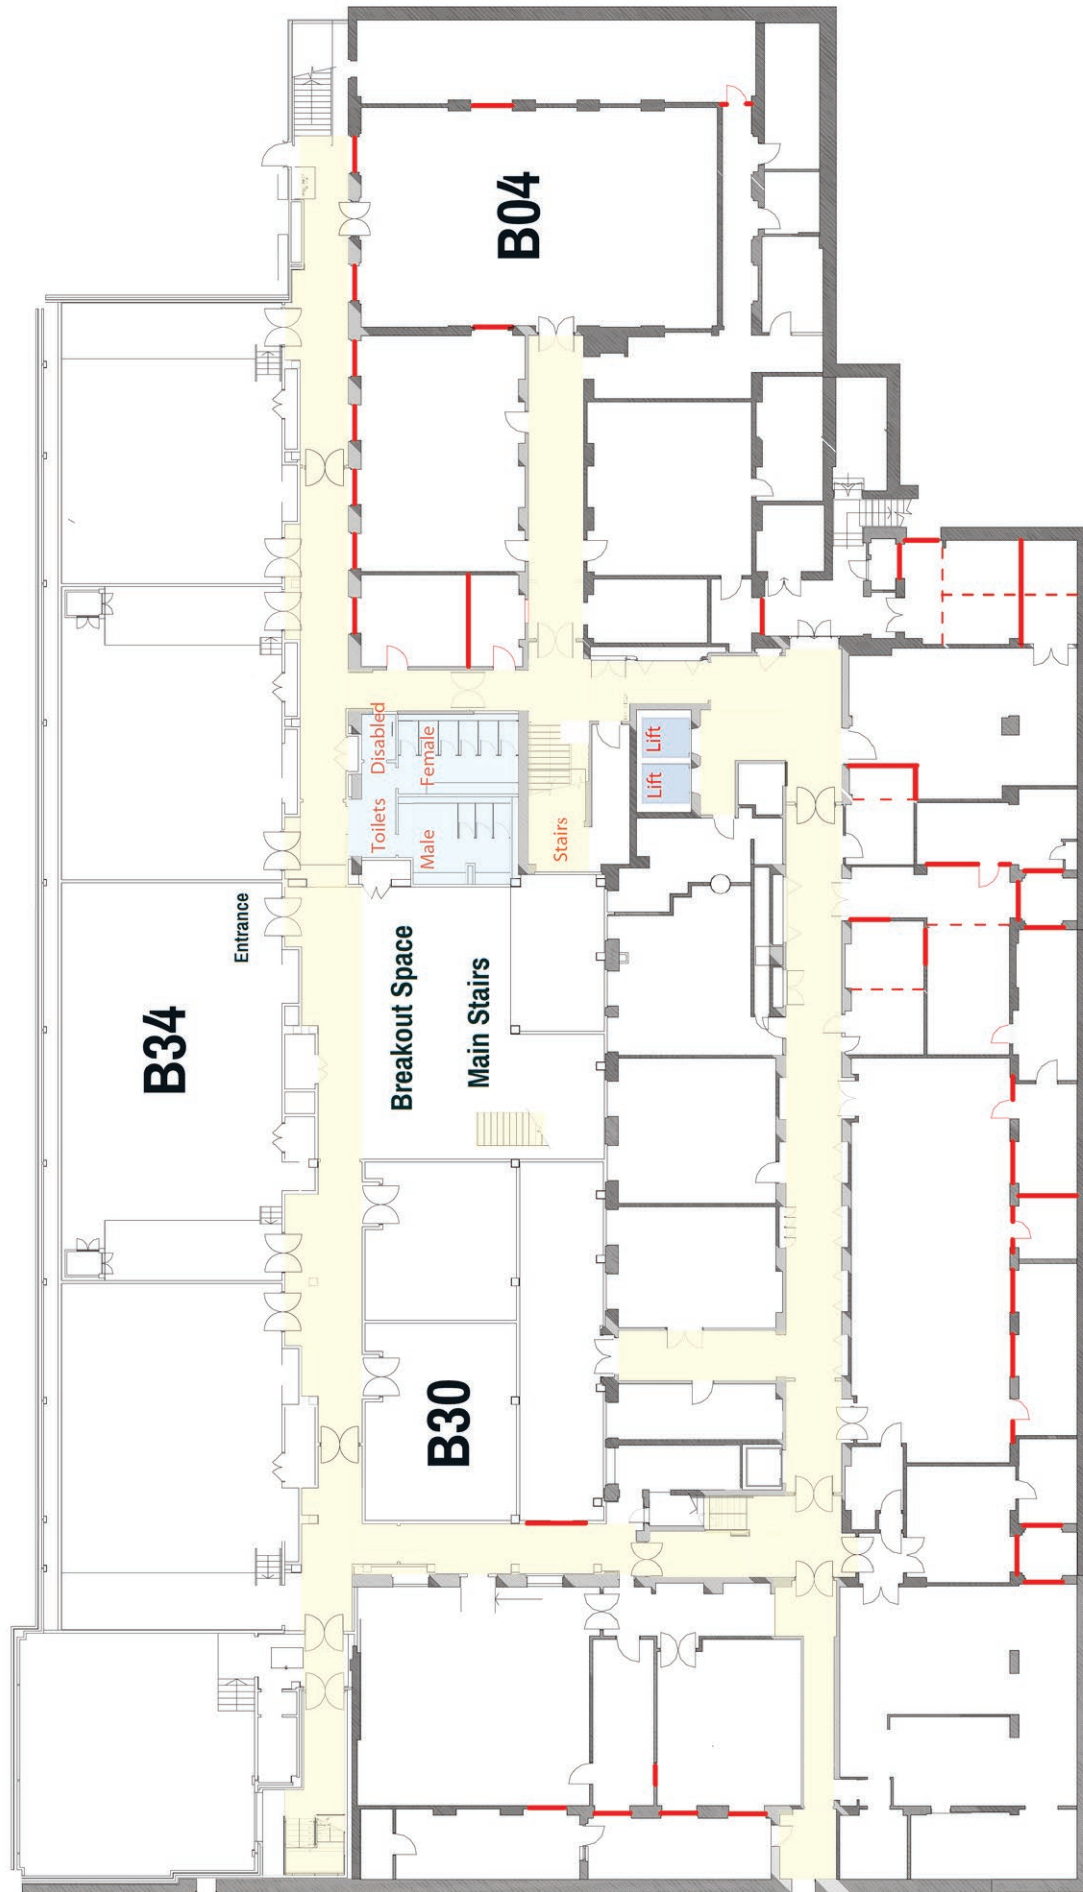 B04
Disabled
Female
Toilets
Male
Lift
Lift
Stairs
Entrance
B34
Breakout Space
Main Stairs
B30